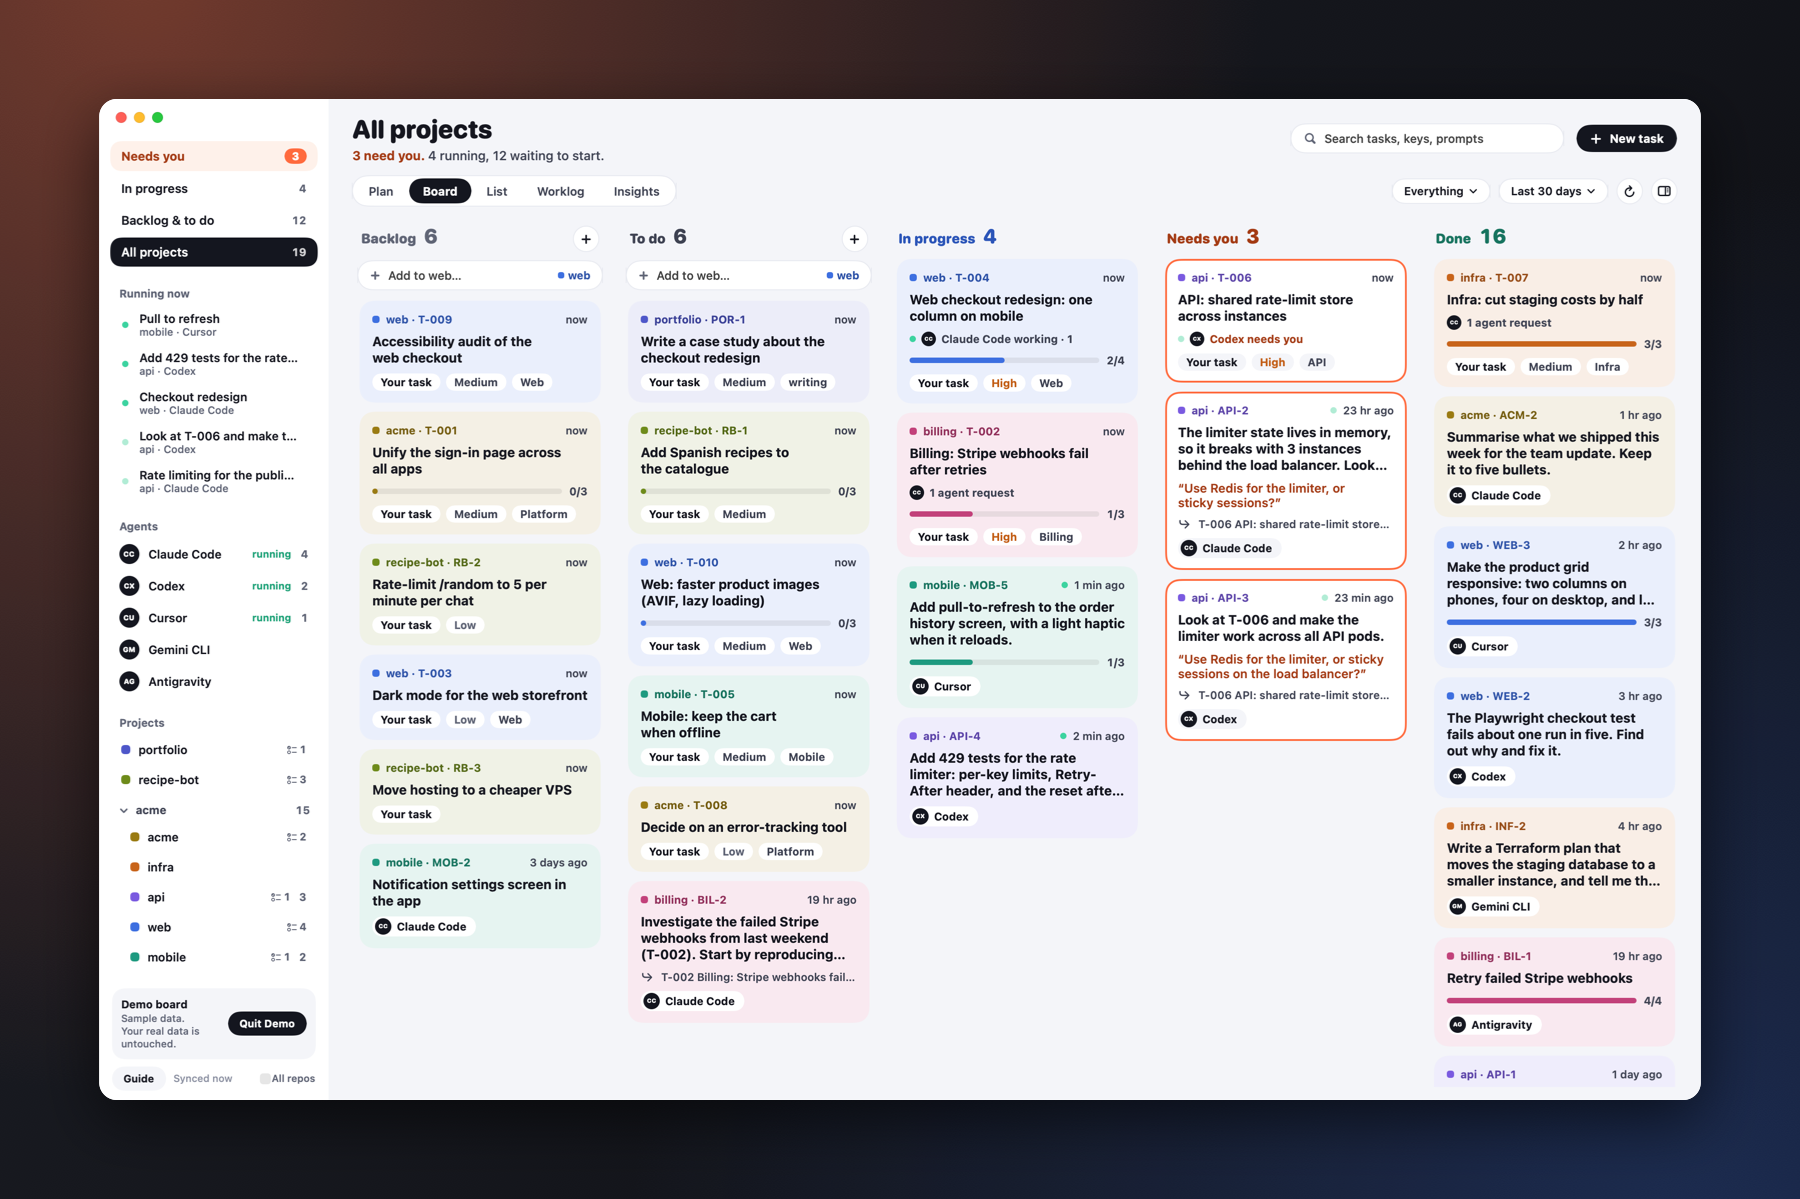 Needs you 3
In progress 4
Backlog & to do 12
All projects 19
Running now
Pull to refresh
mobile · Cursor
Add 429 tests for the rate...
api · Codex
Checkout redesign
web · Claude Code
Look at T-006 and make t...
api · Codex
Rate limiting for the publi...
api · Claude Code
Agents
CC Claude Code running 4
CX Codex running 2
CU Cursor running 1
GM Gemini CLI
AG Antigravity
Projects
portfolio 1
recipe-bot 3
acme 15
acme 2
infra
api 1 3
web 4
mobile 1 2
Demo board
Sample data.
Your real data is
untouched.
Quit Demo
Guide Synced now All repos
All projects
3 need you. 4 running, 12 waiting to start.
Search tasks, keys, prompts
+ New task
Plan Board List Worklog Insights
Everything Last 30 days
Backlog 6 +
+ Add to web... web
web · T-009 now
Accessibility audit of the
web checkout
Your task Medium Web
acme · T-001 now
Unify the sign-in page across
all apps
0/3
Your task Medium Platform
recipe-bot · RB-2 now
Rate-limit /random to 5 per
minute per chat
Your task Low
web · T-003 now
Dark mode for the web storefront
Your task Low Web
recipe-bot · RB-3 now
Move hosting to a cheaper VPS
Your task
mobile · MOB-2 3 days ago
Notification settings screen in
the app
CC Claude Code
To do 6 +
+ Add to web... web
portfolio · POR-1 now
Write a case study about the
checkout redesign
Your task Medium writing
recipe-bot · RB-1 now
Add Spanish recipes to
the catalogue
0/3
Your task Medium
web · T-010 now
Web: faster product images
(AVIF, lazy loading)
0/3
Your task Medium Web
mobile · T-005 now
Mobile: keep the cart
when offline
Your task Medium Mobile
acme · T-008 now
Decide on an error-tracking tool
Your task Low Platform
billing · BIL-2 19 hr ago
Investigate the failed Stripe
webhooks from last weekend
(T-002). Start by reproducing...
T-002 Billing: Stripe webhooks fail...
CC Claude Code
In progress 4
web · T-004 now
Web checkout redesign: one
column on mobile
CC Claude Code working · 1
2/4
Your task High Web
billing · T-002 now
Billing: Stripe webhooks fail
after retries
CC 1 agent request
1/3
Your task High Billing
mobile · MOB-5 1 min ago
Add pull-to-refresh to the order
history screen, with a light haptic
when it reloads.
1/3
CU Cursor
api · API-4 2 min ago
Add 429 tests for the rate
limiter: per-key limits, Retry-
After header, and the reset afte...
CX Codex
Needs you 3
api · T-006 now
API: shared rate-limit store
across instances
CX Codex needs you
Your task High API
api · API-2 23 hr ago
The limiter state lives in memory,
so it breaks with 3 instances
behind the load balancer. Look...
“Use Redis for the limiter, or
sticky sessions?”
T-006 API: shared rate-limit store...
CC Claude Code
api · API-3 23 min ago
Look at T-006 and make the
limiter work across all API pods.
“Use Redis for the limiter, or sticky
sessions on the load balancer?”
T-006 API: shared rate-limit store...
CX Codex
Done 16
infra · T-007 now
Infra: cut staging costs by half
CC 1 agent request
3/3
Your task Medium Infra
acme · ACM-2 1 hr ago
Summarise what we shipped this
week for the team update. Keep
it to five bullets.
CC Claude Code
web · WEB-3 2 hr ago
Make the product grid
responsive: two columns on
phones, four on desktop, and l...
3/3
CU Cursor
web · WEB-2 3 hr ago
The Playwright checkout test
fails about one run in five. Find
out why and fix it.
CX Codex
infra · INF-2 4 hr ago
Write a Terraform plan that
moves the staging database to a
smaller instance, and tell me th...
GM Gemini CLI
billing · BIL-1 19 hr ago
Retry failed Stripe webhooks
4/4
AG Antigravity
api · API-1 1 day ago